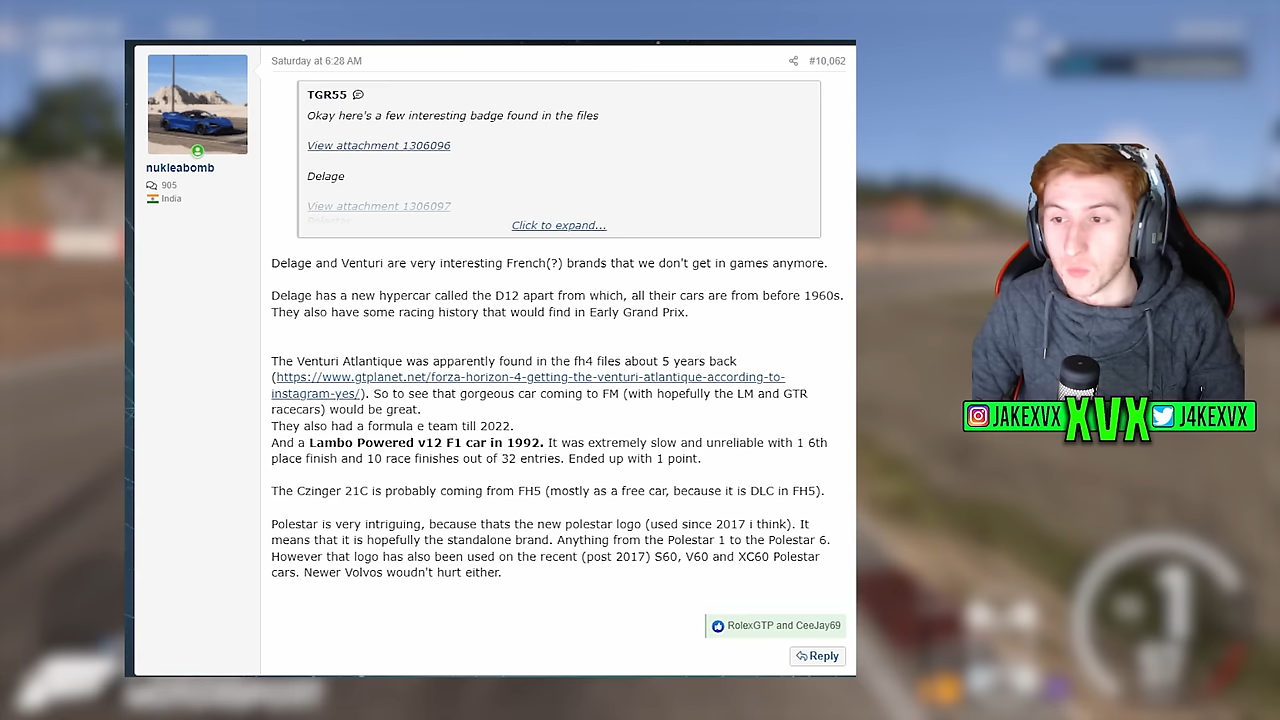 Saturday at 6:28 AM
#10,062
nukleabomb
905
India
TGR55
Okay here's a few interesting badge found in the files
View attachment 1306096
Delage
View attachment 1306097
Click to expand...
Delage and Venturi are very interesting French(?) brands that we don't get in games anymore.
Delage has a new hypercar called the D12 apart from which, all their cars are from before 1960s.
They also have some racing history that would find in Early Grand Prix.
The Venturi Atlantique was apparently found in the fh4 files about 5 years back
(https://www.gtplanet.net/forza-horizon-4-getting-the-venturi-atlantique-according-to-
instagram-yes/). So to see that gorgeous car coming to FM (with hopefully the LM and GTR
racecars) would be great.
They also had a formula e team till 2022.
And a Lambo Powered v12 F1 car in 1992. It was extremely slow and unreliable with 1 6th
place finish and 10 race finishes out of 32 entries. Ended up with 1 point.
The Czinger 21C is probably coming from FH5 (mostly as a free car, because it is DLC in FH5).
Polestar is very intriguing, because thats the new polestar logo (used since 2017 i think). It
means that it is hopefully the standalone brand. Anything from the Polestar 1 to the Polestar 6.
However that logo has also been used on the recent (post 2017) S60, V60 and XC60 Polestar
cars. Newer Volvos woudn't hurt either.
RolexGTP and CeeJay69
Reply
JAKEXVX XVX J4KEXVX